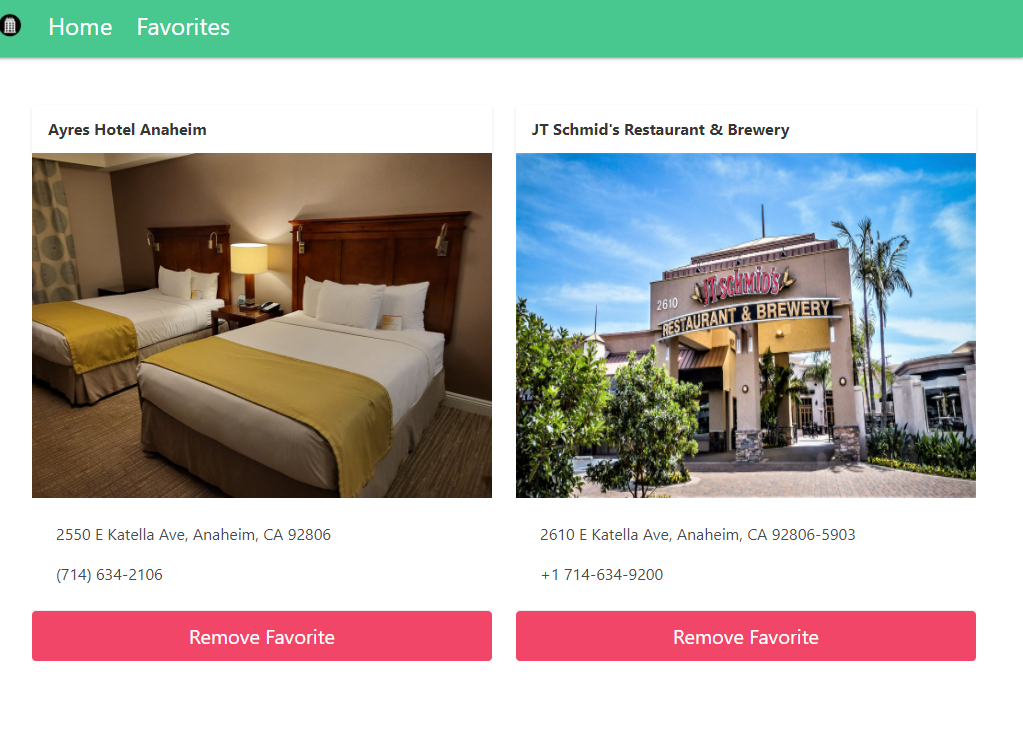 Home Favorites
Ayres Hotel Anaheim
JT Schmid's Restaurant & Brewery
2610
JT SCHMID'S
RESTAURANT & BREWERY
2550 E Katella Ave, Anaheim, CA 92806
2610 E Katella Ave, Anaheim, CA 92806-5903
(714) 634-2106
+1 714-634-9200
Remove Favorite
Remove Favorite